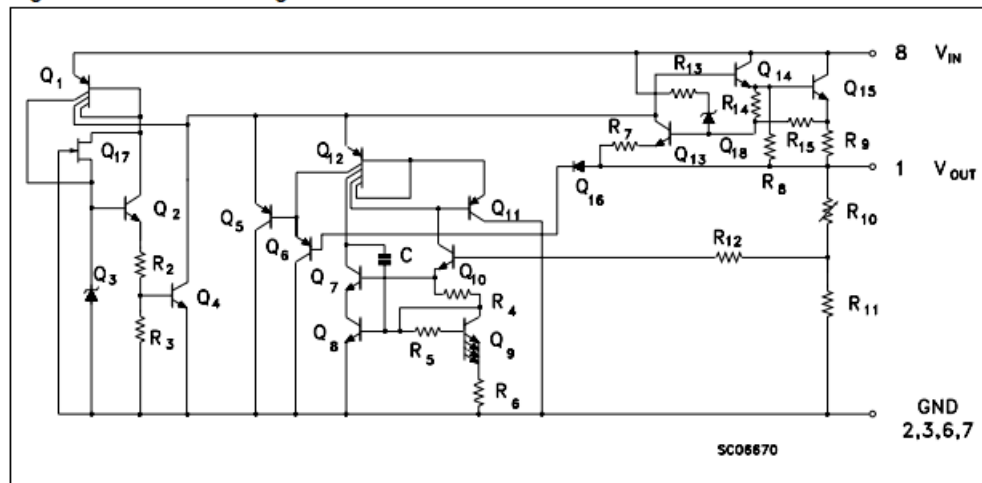 8 V_IN
R13
Q1
Q14
Q15
R14
Q17
R7
R15
Q12
Q13
Q18
R9
1 V_OUT
Q16
R8
Q2
Q5
Q11
R10
Q6
C
R12
Q3
R2
Q7
Q10
Q4
R4
R11
R3
Q8
R5
Q9
R6
GND
2,3,6,7
SC06670